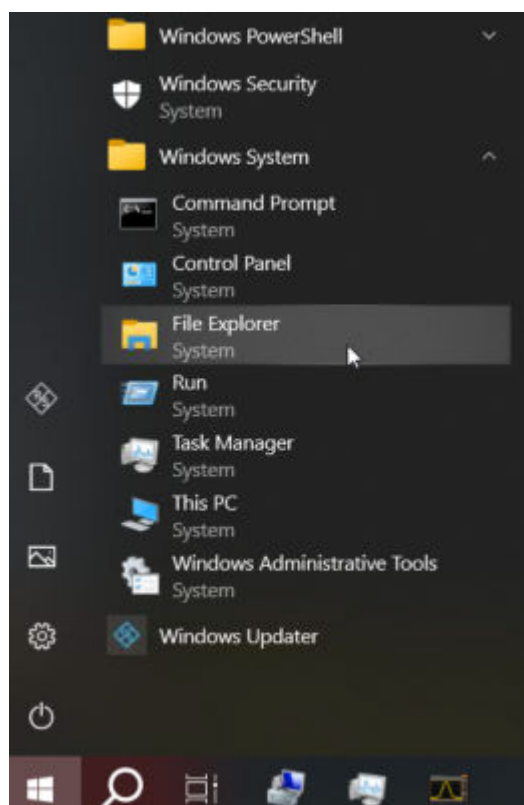 Windows PowerShell
Windows Security
System
Windows System
Command Prompt
System
Control Panel
System
File Explorer
System
Run
System
Task Manager
System
This PC
System
Windows Administrative Tools
System
Windows Updater